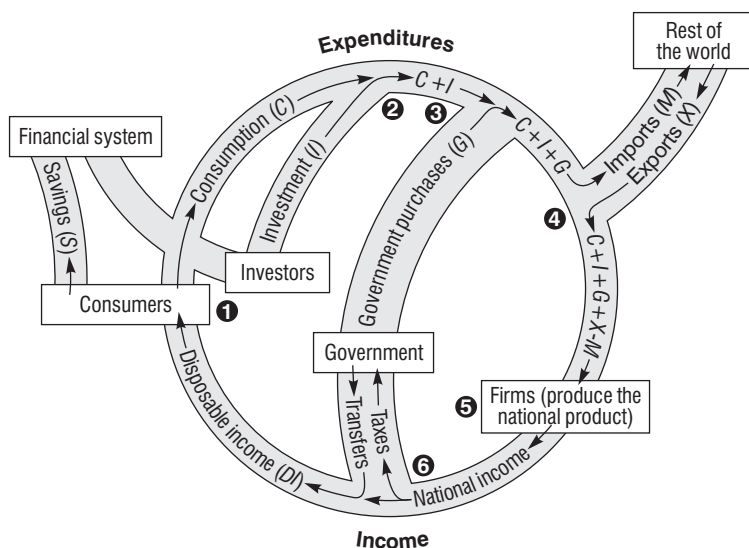 Expenditures
Rest of
the world
Financial system
Savings (S)
Consumption (C)
Investment (I)
C+I
Government purchases (G)
C+I+G
Imports (M)
Exports (X)
C+I+G+X-M
Investors
Consumers
Government
Firms (produce the
national product)
Disposable income (DI)
Transfers
Taxes
National income
Income
1
2
3
4
5
6